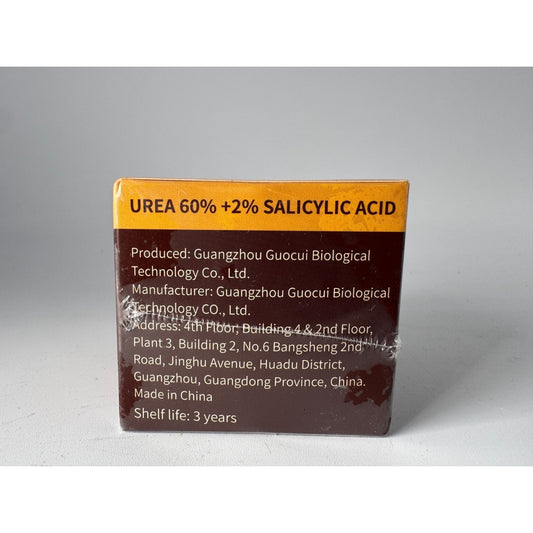 UREA 60% +2% SALICYLIC ACID
Produced: Guangzhou Guocui Biological
Technology Co., Ltd.
Manufacturer: Guangzhou Guocui Biological
Technology Co., Ltd.
Address: 4th Floor, Building 4 & 2nd Floor,
Plant 3, Building 2, No.6 Bangsheng 2nd
Road, Jinghu Avenue, Huadu District,
Guangzhou, Guangdong Province, China.
Made in China
Shelf life: 3 years